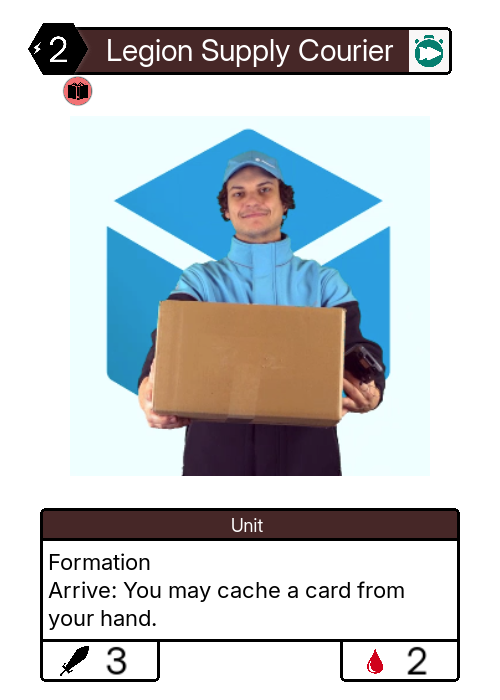 2
Legion Supply Courier
Unit
Formation
Arrive: You may cache a card from
your hand.
3
2